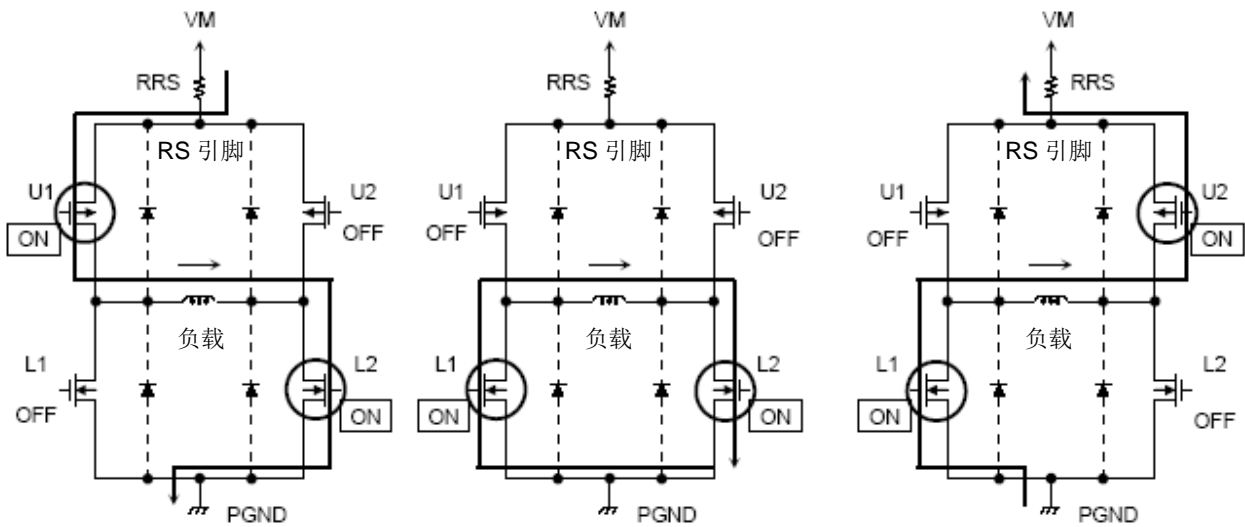 VM
RRS
RS 引脚
U1
ON
U2
OFF
负载
L1
OFF
L2
ON
PGND
VM
RRS
RS 引脚
U1
OFF
U2
OFF
负载
L1
ON
L2
ON
PGND
VM
RRS
RS 引脚
U1
OFF
U2
ON
负载
L1
ON
L2
OFF
PGND